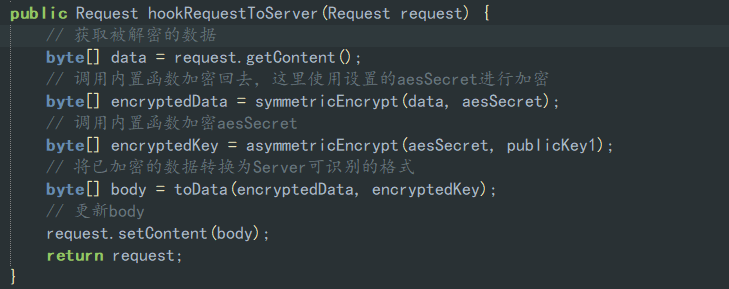 public Request hookRequestToServer(Request request) {
// 获取被解密的数据
byte[] data = request.getContent();
// 调用内置函数加密回去，这里使用设置的aesSecret进行加密
byte[] encryptedData = symmetricEncrypt(data, aesSecret);
// 调用内置函数加密aesSecret
byte[] encryptedKey = asymmetricEncrypt(aesSecret, publicKey1);
// 将已加密的数据转换为Server可识别的格式
byte[] body = toData(encryptedData, encryptedKey);
// 更新body
request.setContent(body);
return request;
}